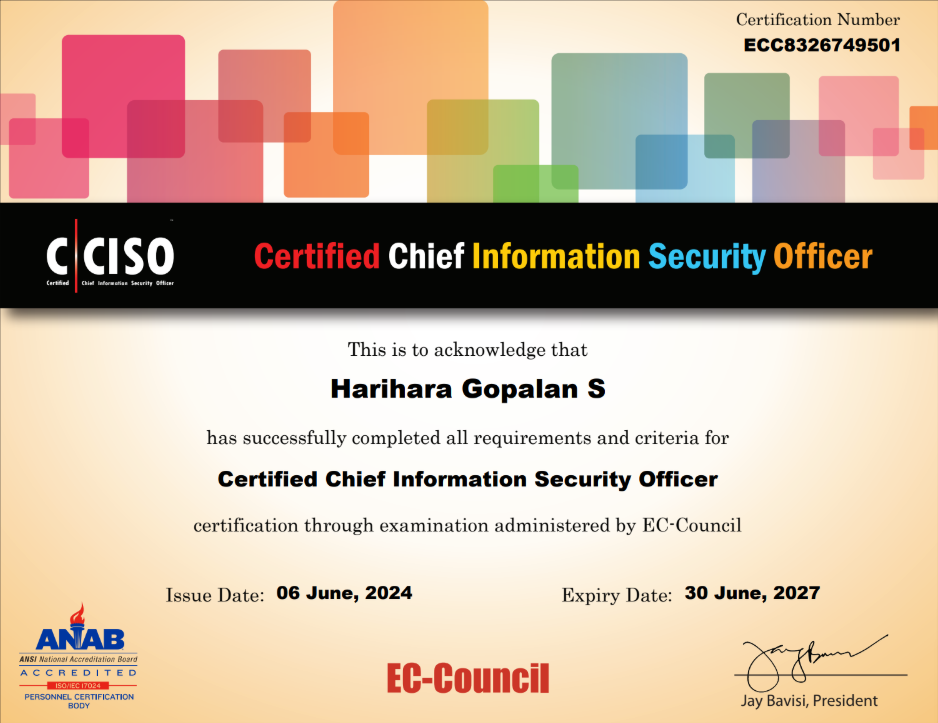 Certification Number
ECC8326749501
C|CISO
™
Certified Chief Information Security Officer
Certified Chief Information Security Officer
This is to acknowledge that
Harihara Gopalan S
has successfully completed all requirements and criteria for
Certified Chief Information Security Officer
certification through examination administered by EC-Council
Issue Date: 06 June, 2024
Expiry Date: 30 June, 2027
ANAB
ANSI National Accreditation Board
ACCREDITED
ISO/IEC 17024
PERSONNEL CERTIFICATION
BODY
EC-Council
Jay Bavisi, President